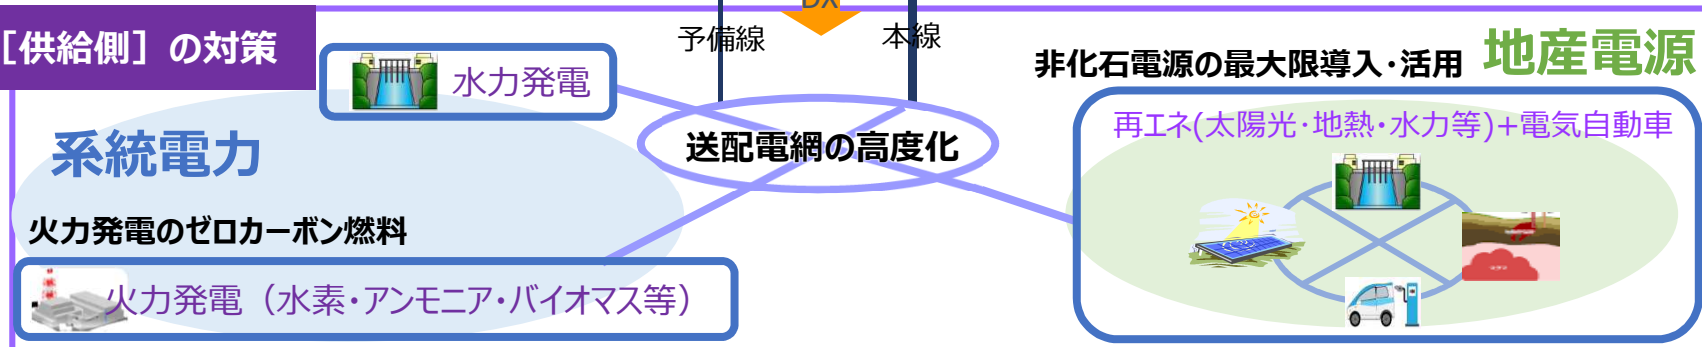 DX
予備線
本線
［供給側］の対策
水力発電
非化石電源の最大限導入・活用
地産電源
再エネ(太陽光・地熱・水力等)+電気自動車
送配電網の高度化
系統電力
火力発電のゼロカーボン燃料
火力発電（水素・アンモニア・バイオマス等）